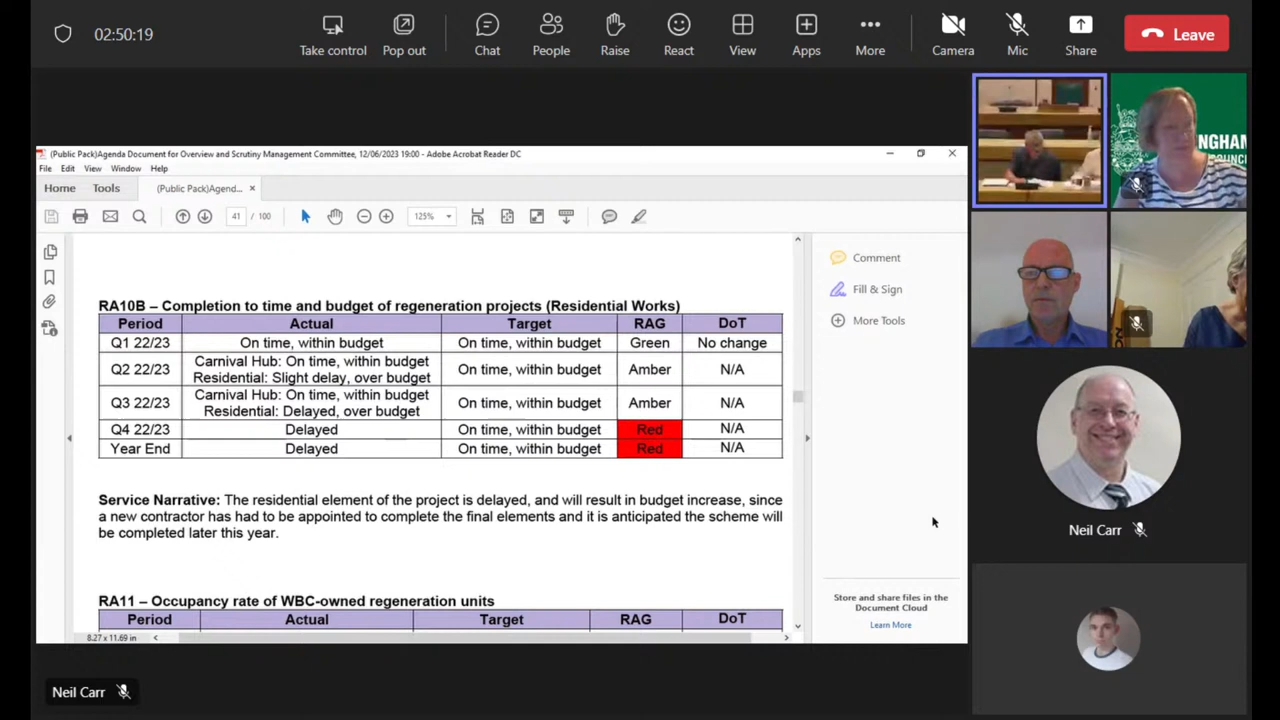 02:50:19
Take control
Pop out
Chat
People
Raise
React
View
Apps
More
Camera
Mic
Share
Leave
(Public Pack)Agenda Document for Overview and Scrutiny Management Committee, 12/06/2023 19:00 - Adobe Acrobat Reader DC
File Edit View Window Help
Home Tools (Public Pack)Agend...
41 / 100 125%
RA10B – Completion to time and budget of regeneration projects (Residential Works)
Period Actual Target RAG DoT
Q1 22/23 On time, within budget On time, within budget Green No change
Q2 22/23 Carnival Hub: On time, within budget On time, within budget Amber N/A
Residential: Slight delay, over budget
Q3 22/23 Carnival Hub: On time, within budget On time, within budget Amber N/A
Residential: Delayed, over budget
Q4 22/23 Delayed On time, within budget Red N/A
Year End Delayed On time, within budget Red N/A
Service Narrative: The residential element of the project is delayed, and will result in budget increase, since
a new contractor has had to be appointed to complete the final elements and it is anticipated the scheme will
be completed later this year.
RA11 – Occupancy rate of WBC-owned regeneration units
Period Actual Target RAG DoT
8.27 x 11.69 in
Comment
Fill & Sign
More Tools
Store and share files in the
Document Cloud
Learn More
INGHAM
COUNCIL
Neil Carr
Neil Carr